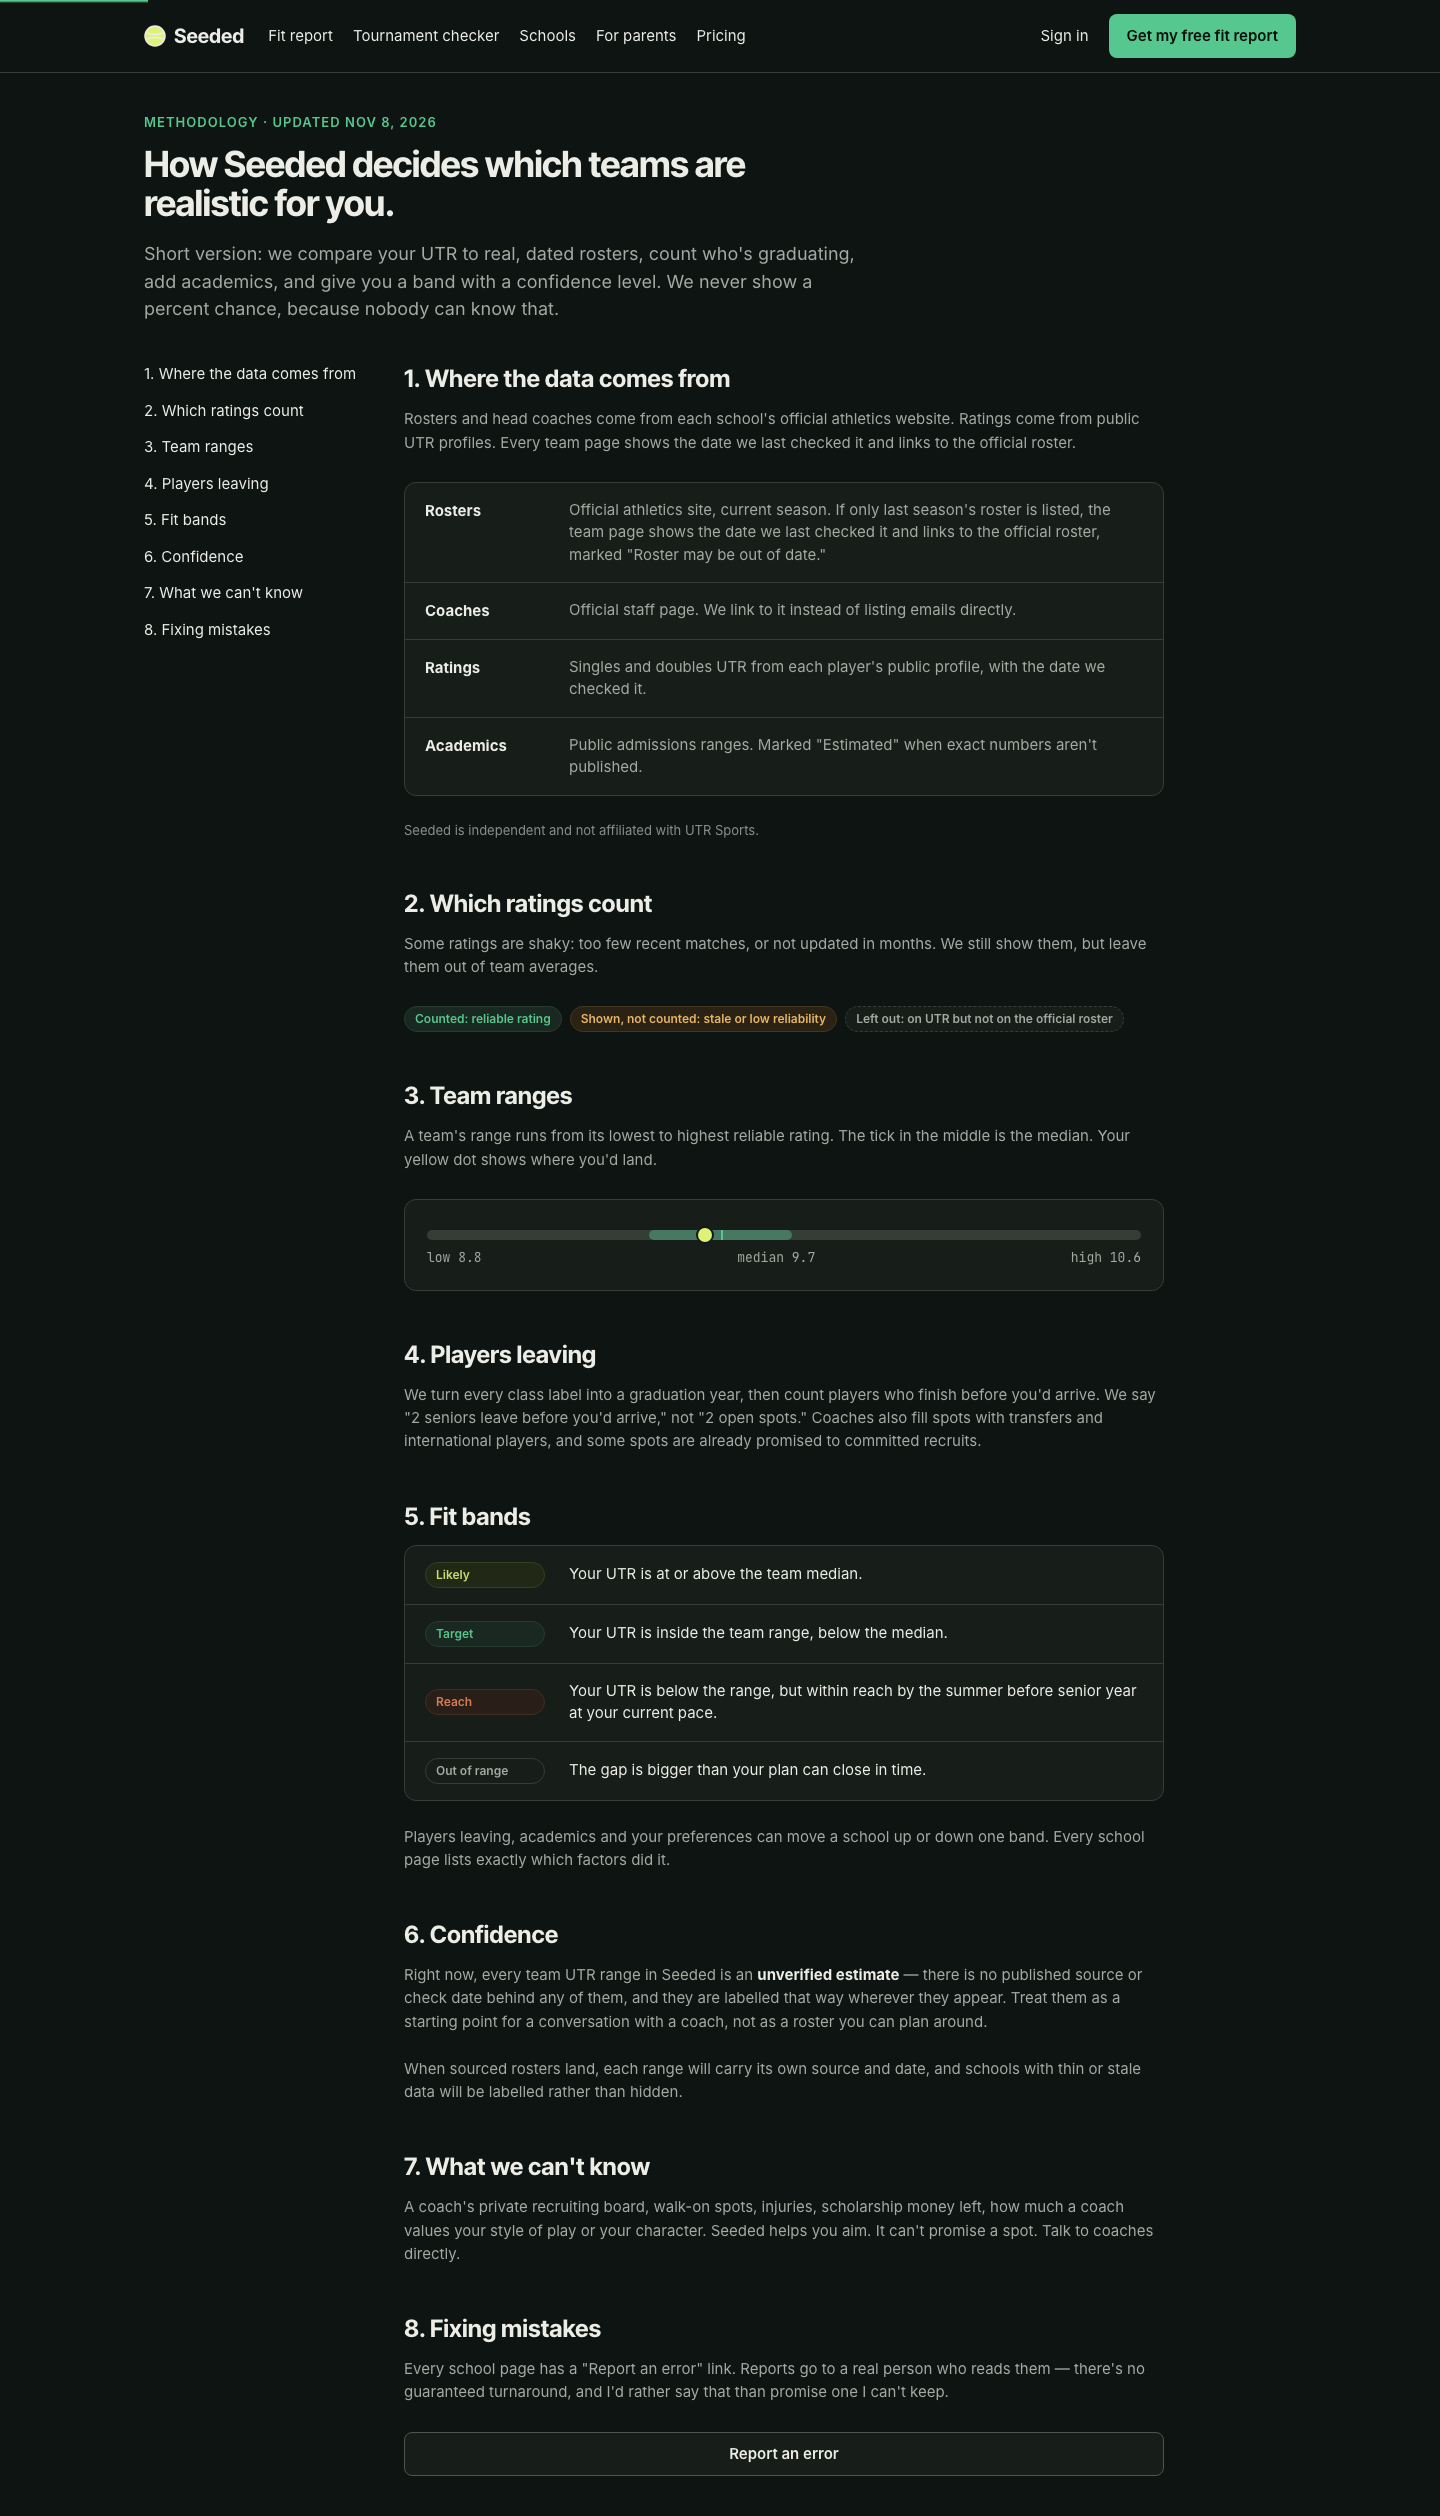 Seeded
Fit report
Tournament checker
Schools
For parents
Pricing
Sign in
Get my free fit report
METHODOLOGY · UPDATED NOV 8, 2026
How Seeded decides which teams are
realistic for you.
Short version: we compare your UTR to real, dated rosters, count who's graduating,
add academics, and give you a band with a confidence level. We never show a
percent chance, because nobody can know that.
1. Where the data comes from
2. Which ratings count
3. Team ranges
4. Players leaving
5. Fit bands
6. Confidence
7. What we can't know
8. Fixing mistakes
1. Where the data comes from
Rosters and head coaches come from each school's official athletics website. Ratings come from public
UTR profiles. Every team page shows the date we last checked it and links to the official roster.
Rosters
Official athletics site, current season. If only last season's roster is listed, the
team page shows the date we last checked it and links to the official roster,
marked "Roster may be out of date."
Coaches
Official staff page. We link to it instead of listing emails directly.
Ratings
Singles and doubles UTR from each player's public profile, with the date we
checked it.
Academics
Public admissions ranges. Marked "Estimated" when exact numbers aren't
published.
Seeded is independent and not affiliated with UTR Sports.
2. Which ratings count
Some ratings are shaky: too few recent matches, or not updated in months. We still show them, but leave
them out of team averages.
Counted: reliable rating
Shown, not counted: stale or low reliability
Left out: on UTR but not on the official roster
3. Team ranges
A team's range runs from its lowest to highest reliable rating. The tick in the middle is the median. Your
yellow dot shows where you'd land.
low 8.8
median 9.7
high 10.6
4. Players leaving
We turn every class label into a graduation year, then count players who finish before you'd arrive. We say
"2 seniors leave before you'd arrive," not "2 open spots." Coaches also fill spots with transfers and
international players, and some spots are already promised to committed recruits.
5. Fit bands
Likely
Your UTR is at or above the team median.
Target
Your UTR is inside the team range, below the median.
Reach
Your UTR is below the range, but within reach by the summer before senior year
at your current pace.
Out of range
The gap is bigger than your plan can close in time.
Players leaving, academics and your preferences can move a school up or down one band. Every school
page lists exactly which factors did it.
6. Confidence
Right now, every team UTR range in Seeded is an unverified estimate — there is no published source or
check date behind any of them, and they are labelled that way wherever they appear. Treat them as a
starting point for a conversation with a coach, not as a roster you can plan around.
When sourced rosters land, each range will carry its own source and date, and schools with thin or stale
data will be labelled rather than hidden.
7. What we can't know
A coach's private recruiting board, walk-on spots, injuries, scholarship money left, how much a coach
values your style of play or your character. Seeded helps you aim. It can't promise a spot. Talk to coaches
directly.
8. Fixing mistakes
Every school page has a "Report an error" link. Reports go to a real person who reads them — there's no
guaranteed turnaround, and I'd rather say that than promise one I can't keep.
Report an error